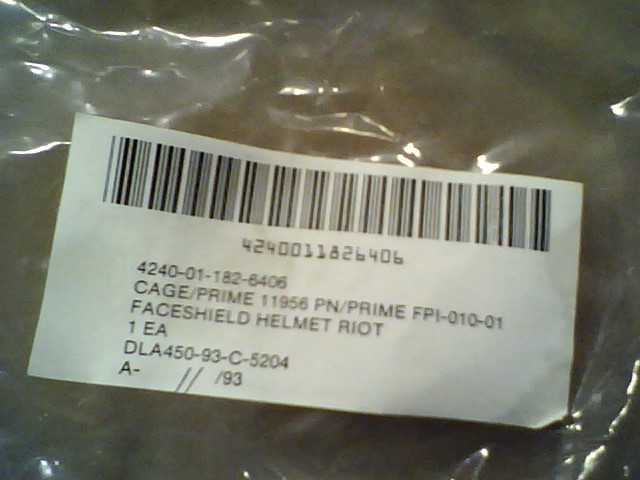 4240011826406
4240-01-182-6406
CAGE/PRIME 11956 PN/PRIME FPI-010-01
FACESHIELD HELMET RIOT
1 EA
DLA450-93-C-5204
A- // /93